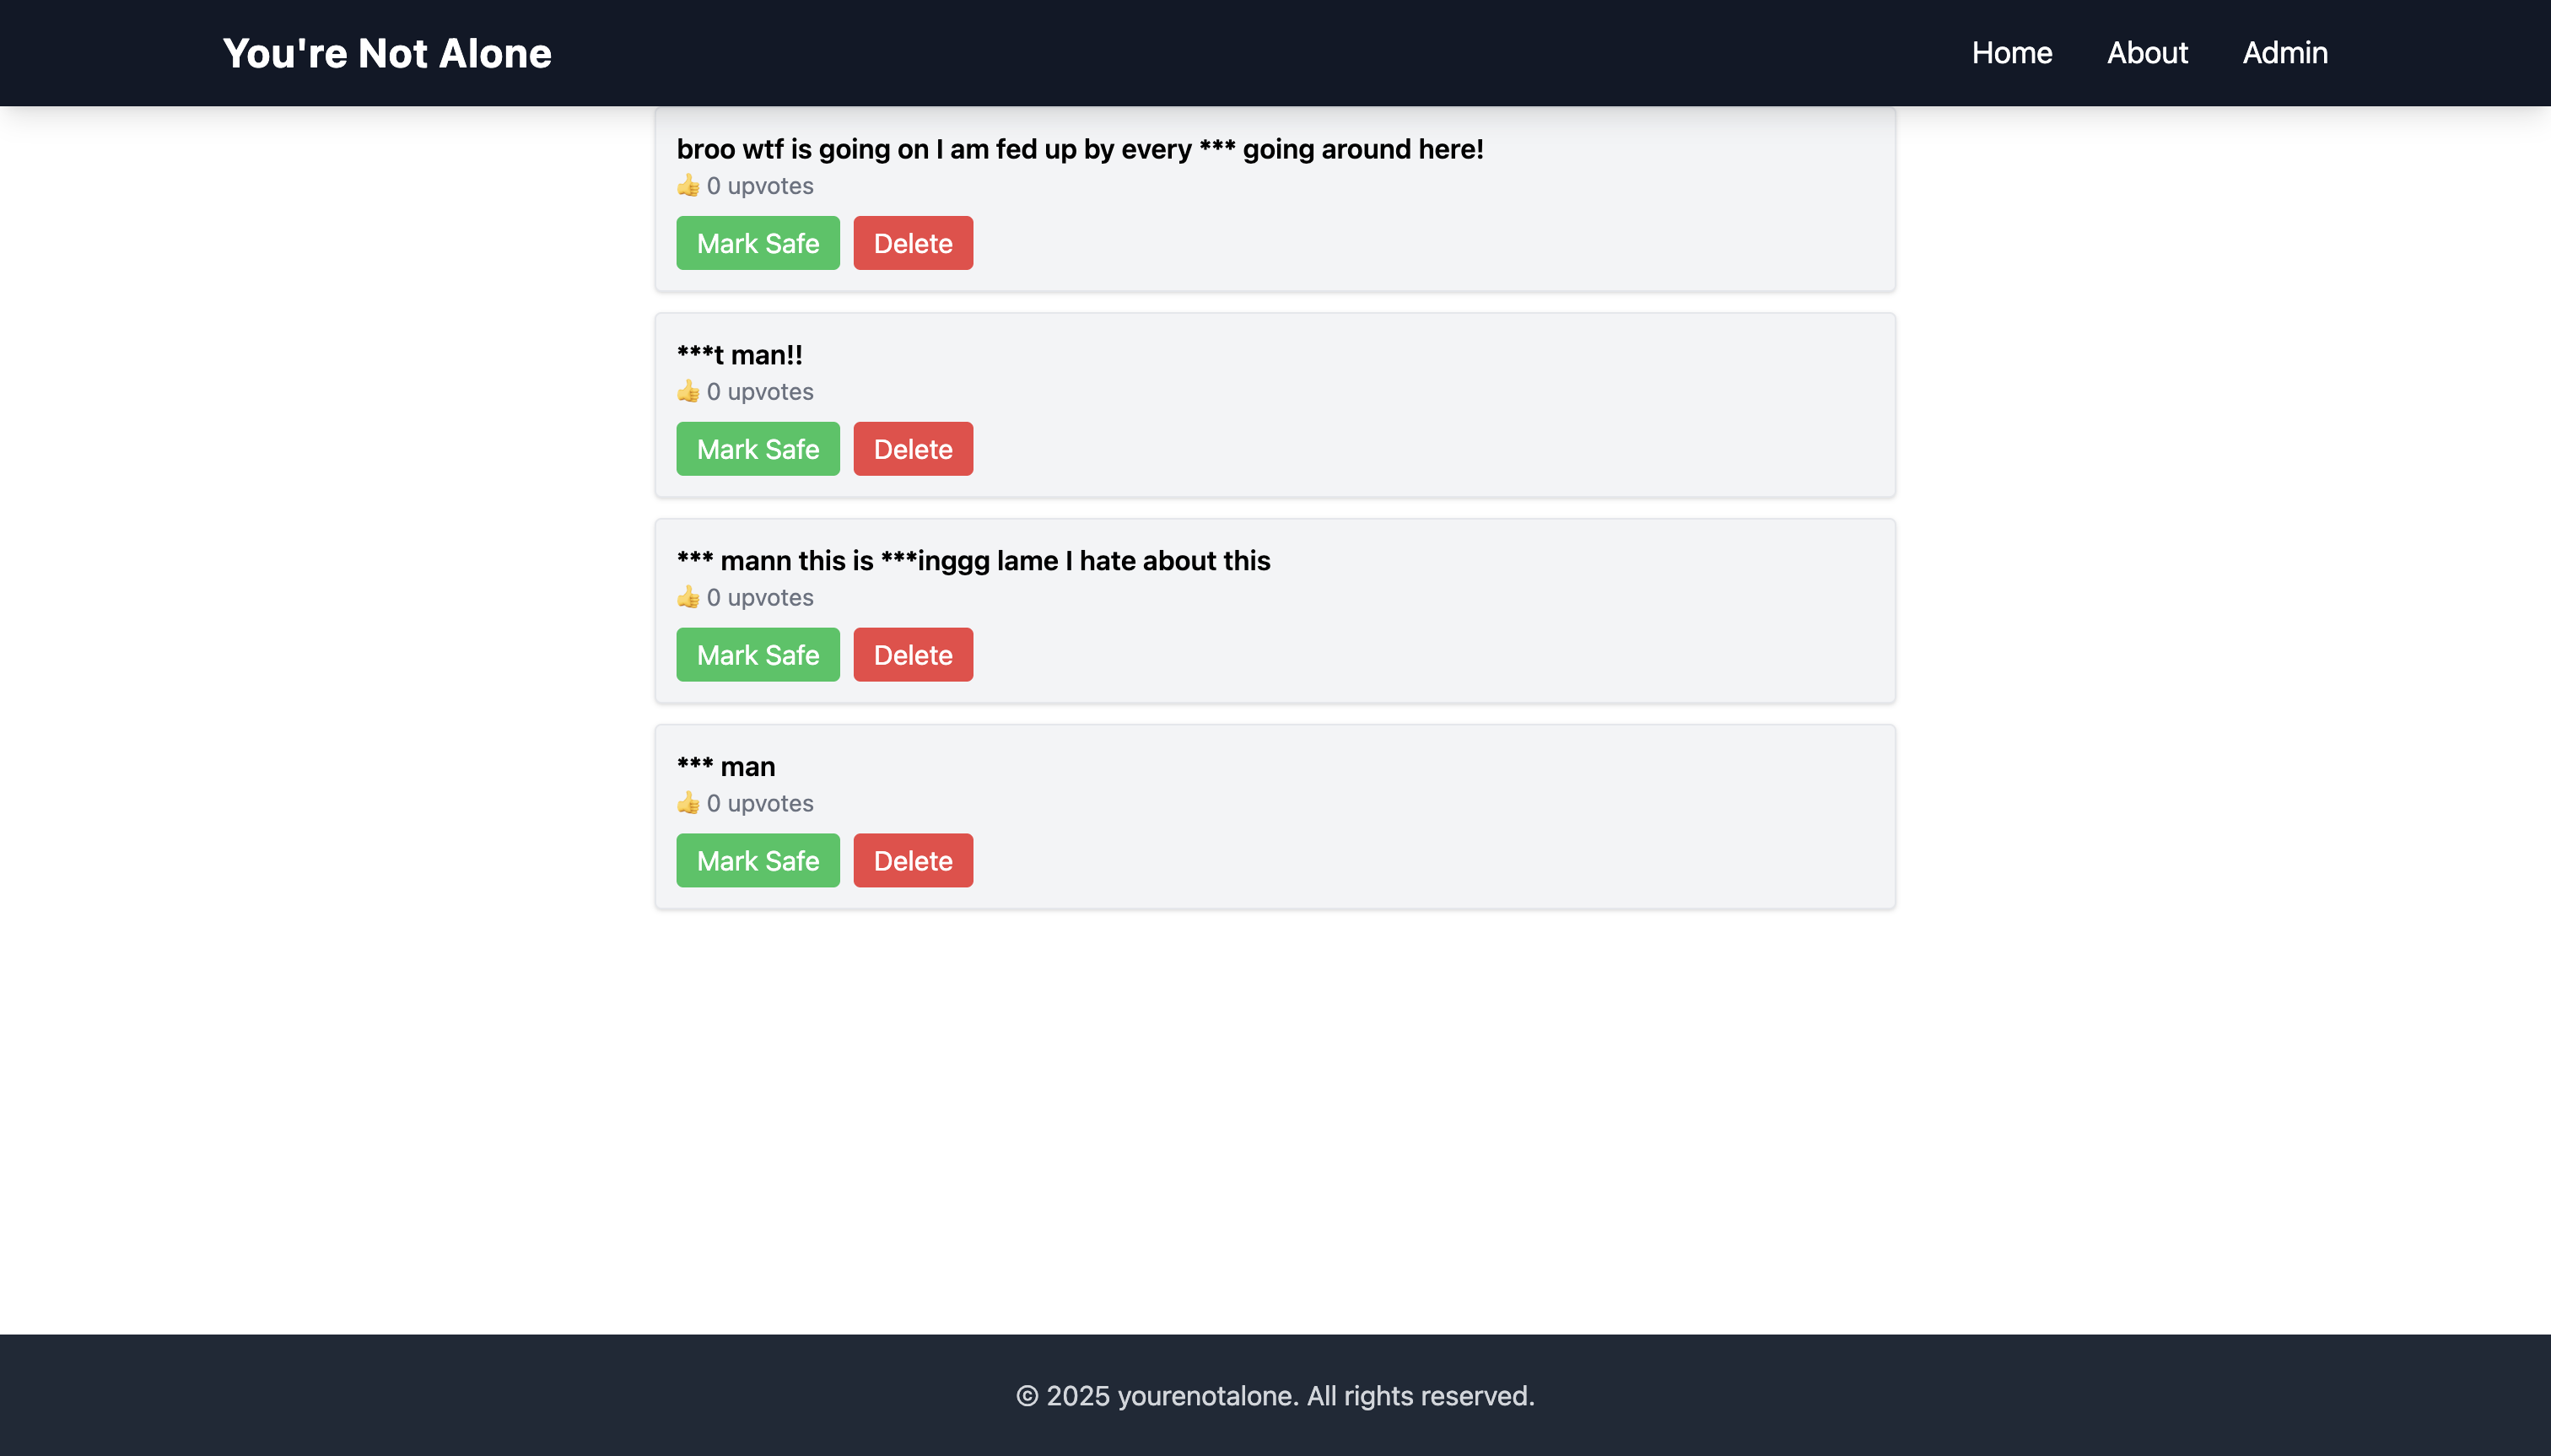 You're Not Alone
Home About Admin
broo wtf is going on I am fed up by every *** going around here!
👍 0 upvotes
Mark Safe Delete
***t man!!
👍 0 upvotes
Mark Safe Delete
*** mann this is ***inggg lame I hate about this
👍 0 upvotes
Mark Safe Delete
*** man
👍 0 upvotes
Mark Safe Delete
© 2025 yourenotalone. All rights reserved.